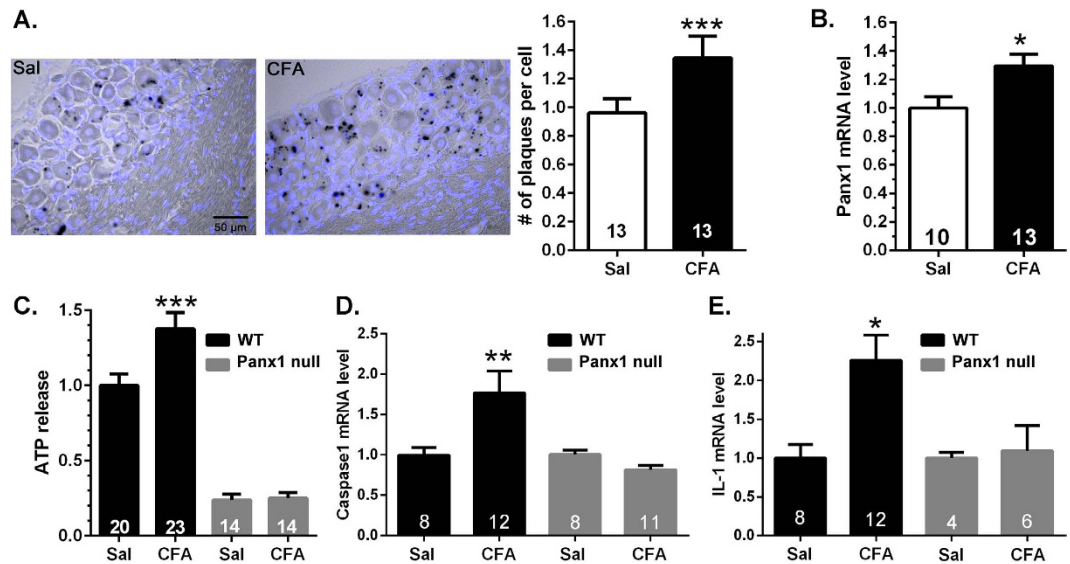 A.
Sal
CFA
50 µm
# of plaques per cell
1.6
1.4
1.2
1.0
0.8
0.6
0.4
0.2
0.0
***
13
13
Sal
CFA
B.
Panx1 mRNA level
1.6
1.4
1.2
1.0
0.8
0.6
0.4
0.2
0.0
*
10
13
Sal
CFA
C.
ATP release
1.5
1.0
0.5
0.0
***
WT
Panx1 null
20
23
14
14
Sal
CFA
Sal
CFA
D.
Caspase1 mRNA level
2.5
2.0
1.5
1.0
0.5
0.0
**
WT
Panx1 null
8
12
8
11
Sal
CFA
Sal
CFA
E.
IL-1 mRNA level
2.5
2.0
1.5
1.0
0.5
0.0
*
WT
Panx1 null
8
12
4
6
Sal
CFA
Sal
CFA